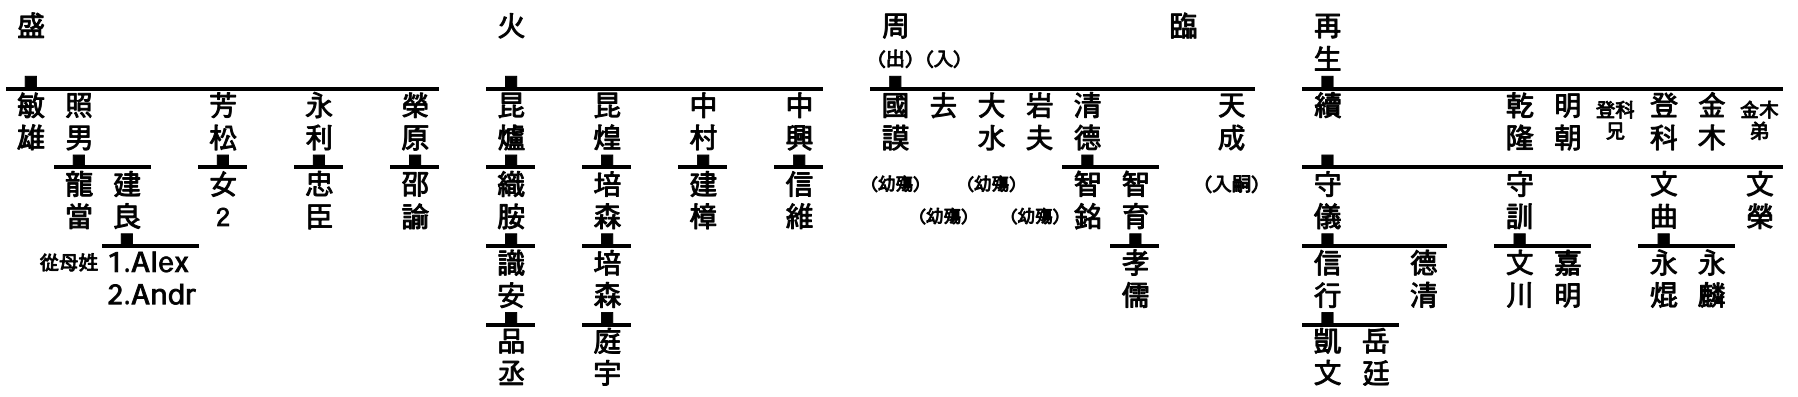 盛
敏雄
照男
芳松
永利
榮原
龍當
建良
女2
忠臣
邵諭
從母姓
1.Alex
2.Andr
火
昆爐
昆煌
中村
中興
織胺
培森
建樟
信維
識安
培森
品丞
庭宇
周
臨
(出)(入)
國謨
去
大水
岩夫
清德
天成
(幼殤)
(幼殤)
(幼殤)
(幼殤)
智銘
智育
(入嗣)
孝儒
再生
續
乾隆
明朝
登科兄
登科
金木
金木弟
守儀
守訓
文曲
文榮
信行
德清
文川
嘉明
永焜
永麟
凱文
岳廷